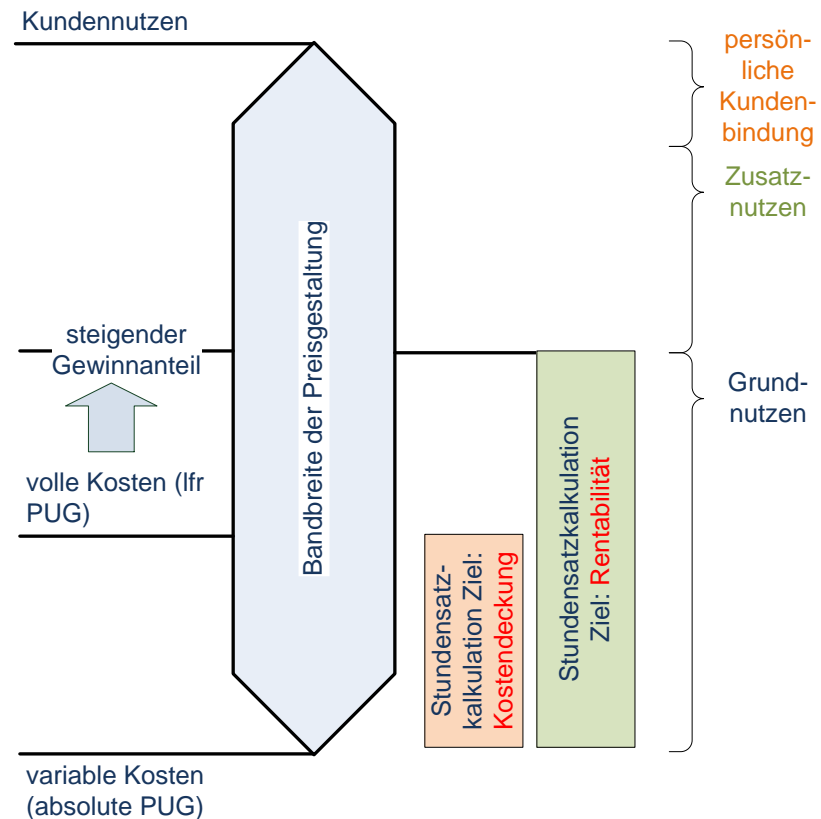 Kundennutzen
persön-
liche
Kunden-
bindung
Zusatz-
nutzen
steigender
Gewinnanteil
Bandbreite der Preisgestaltung
Grund-
nutzen
volle Kosten (lfr
PUG)
Stundensatz-
kalkulation Ziel:
Kostendeckung
Stundensatzkalkulation
Ziel: Rentabilität
variable Kosten
(absolute PUG)